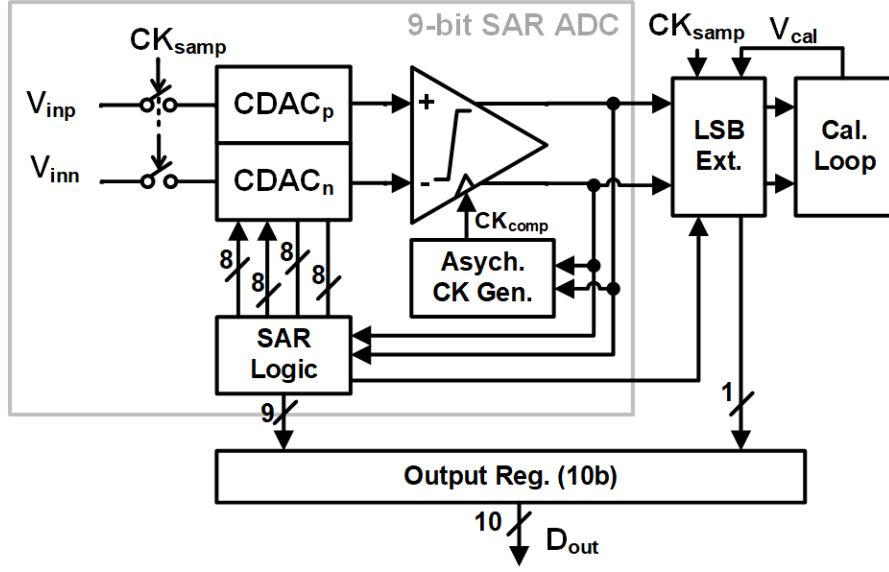 9-bit SAR ADC
CKsamp
CKsamp
Vcal
Vinp
CDACp
+
LSB
Ext.
Cal.
Loop
Vinn
CDACn
-
CKcomp
8
8
8
8
Asych.
CK Gen.
SAR
Logic
9
1
Output Reg. (10b)
10
Dout